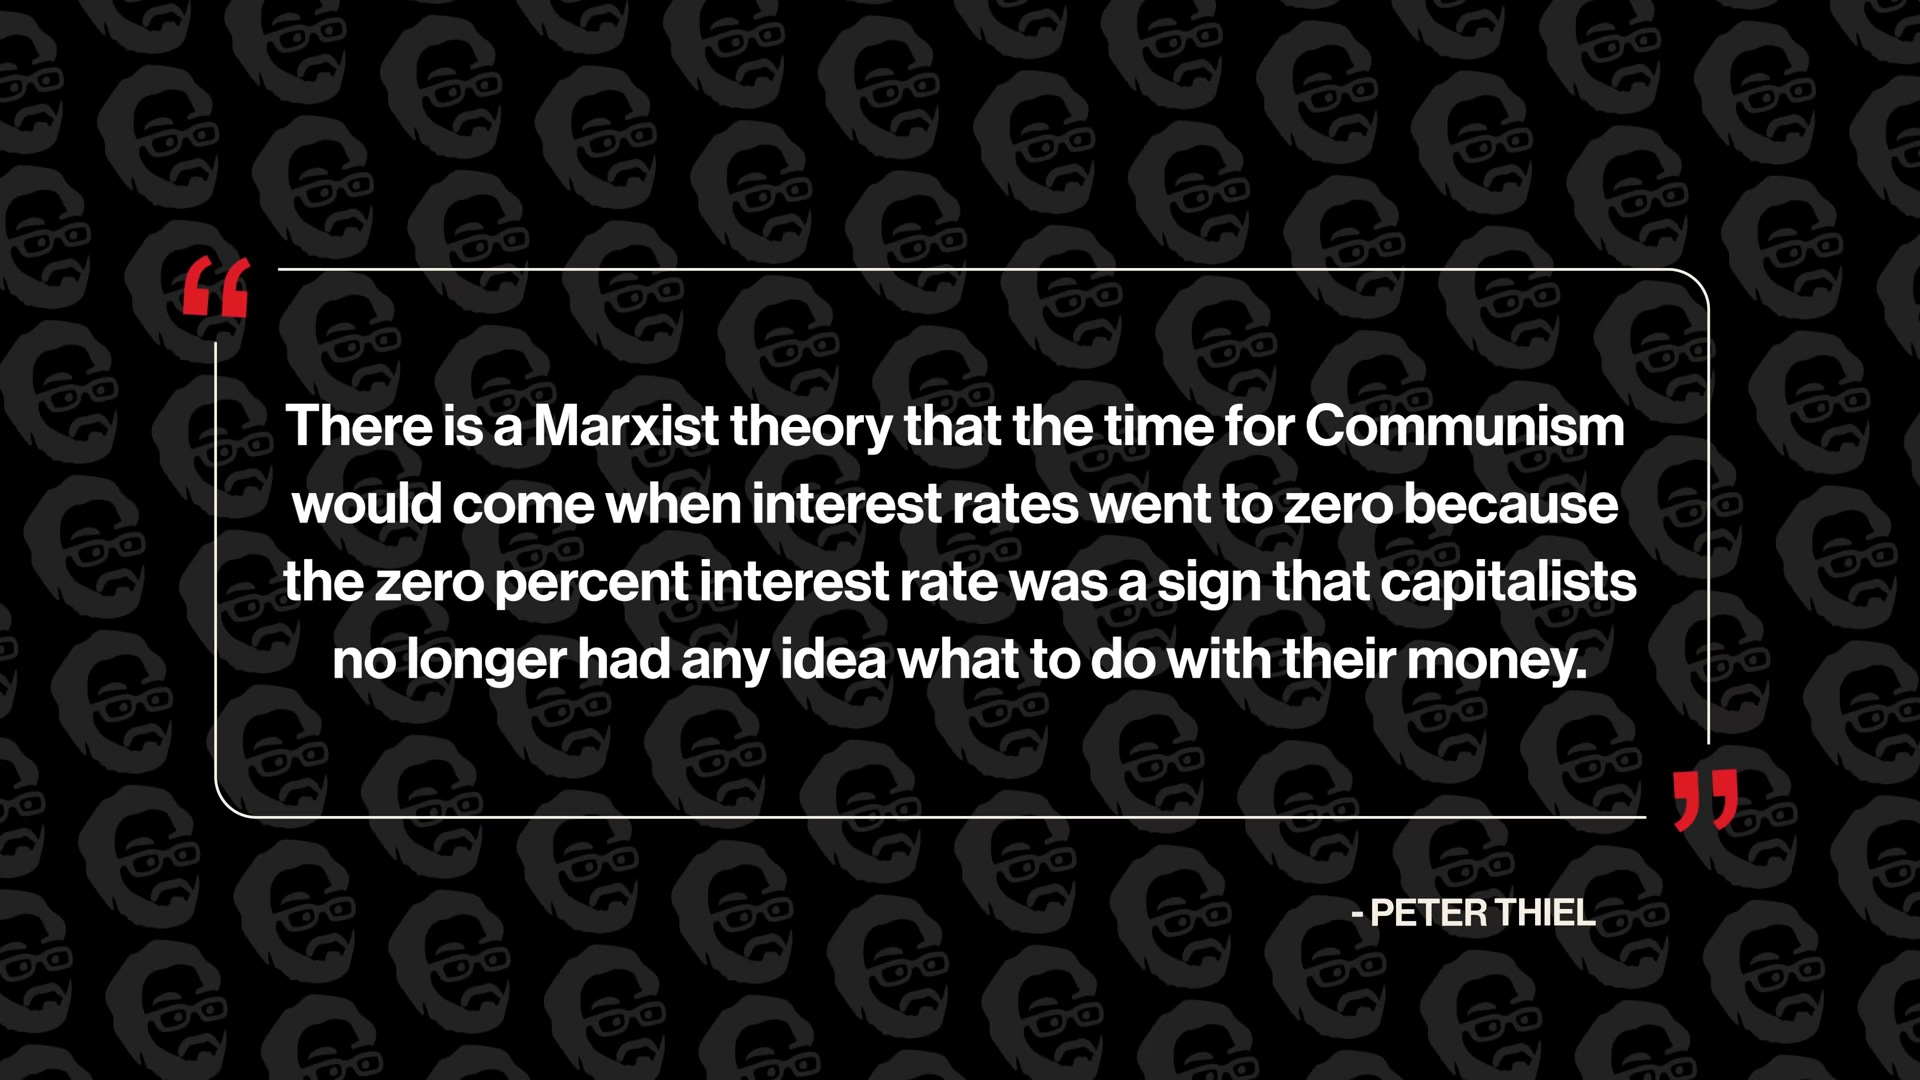 “
There is a Marxist theory that the time for Communism
would come when interest rates went to zero because
the zero percent interest rate was a sign that capitalists
no longer had any idea what to do with their money.
”
- PETER THIEL